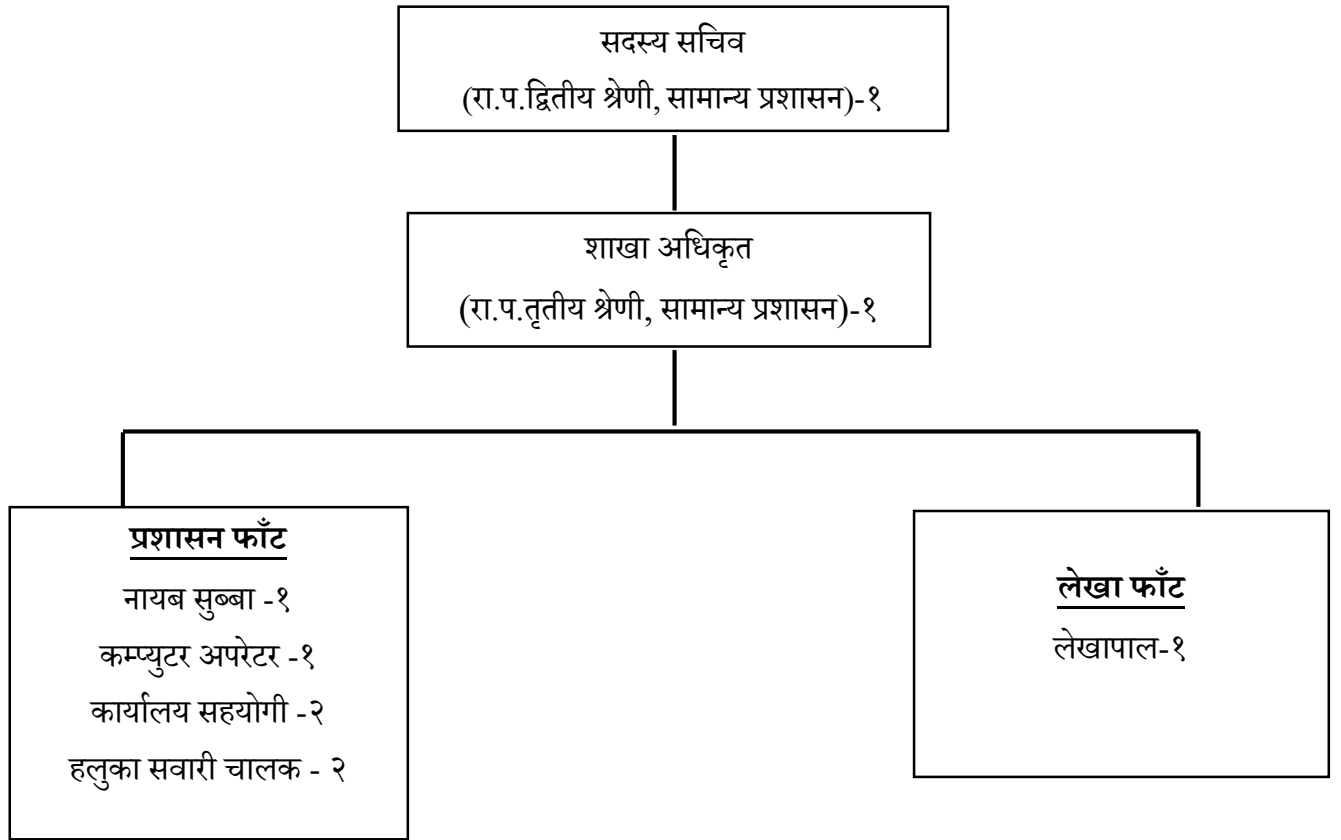 सदस्य सचिव
(रा.प.द्वितीय श्रेणी, सामान्य प्रशासन)-१
शाखा अधिकृत
(रा.प.तृतीय श्रेणी, सामान्य प्रशासन)-१
प्रशासन फाँट
नायब सुब्बा -१
कम्प्युटर अपरेटर -१
कार्यालय सहयोगी -२
हलुका सवारी चालक - २
लेखा फाँट
लेखापाल-१